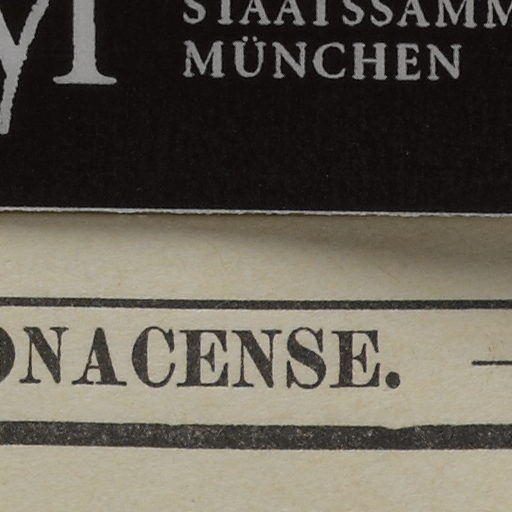 STAATSSAMM
MÜNCHEN
ONACENSE. —